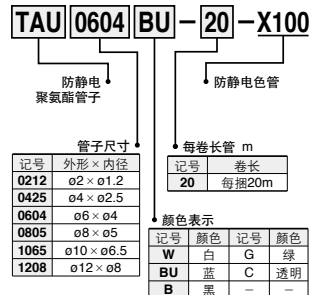 TAU 0604 BU－20－X100
防静电
聚氨酯管子
防静电色管
管子尺寸
记号 外形×内径
0212 ø2×ø1.2
0425 ø4×ø2.5
0604 ø6×ø4
0805 ø8×ø5
1065 ø10×ø6.5
1208 ø12×ø8
每卷长管 m
记号 卷长
20 每捆20m
颜色表示
记号 颜色 记号 颜色
W 白 G 绿
BU 蓝 C 透明
B 黑 － －